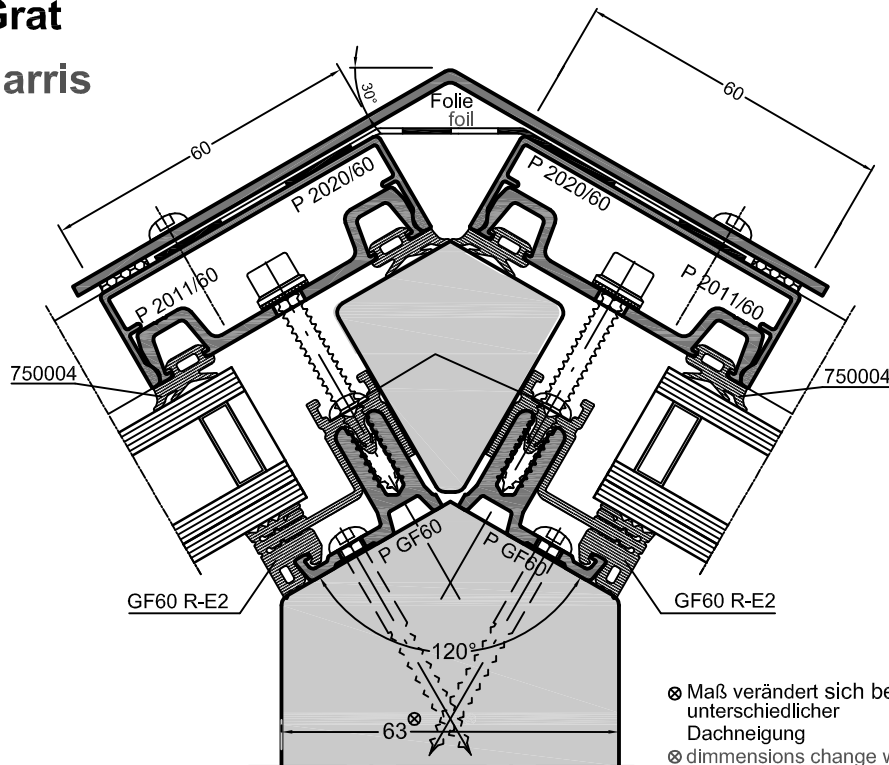 Grat
arris
60
30°
Folie
foil
60
P 2020/60
P 2020/60
P 2011/60
P 2011/60
750004
750004
P GF60
P GF60
GF60 R-E2
GF60 R-E2
120°
63⊗
⊗ Maß verändert sich be
unterschiedlicher
Dachneigung
⊗ dimmensions change w